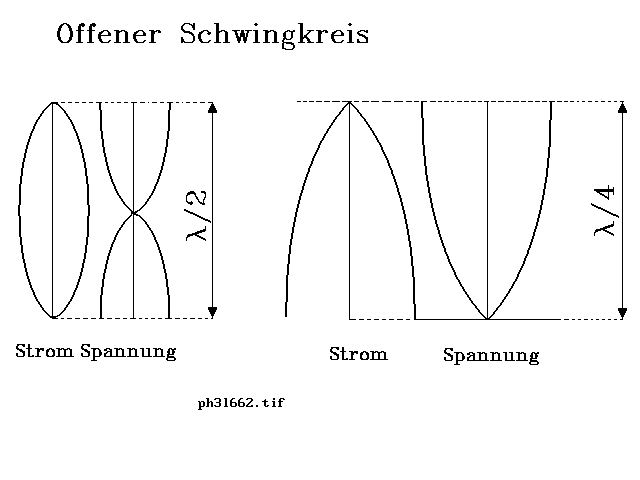 Offener Schwingkreis
λ/2
λ/4
Strom Spannung
Strom
Spannung
ph31662.tif